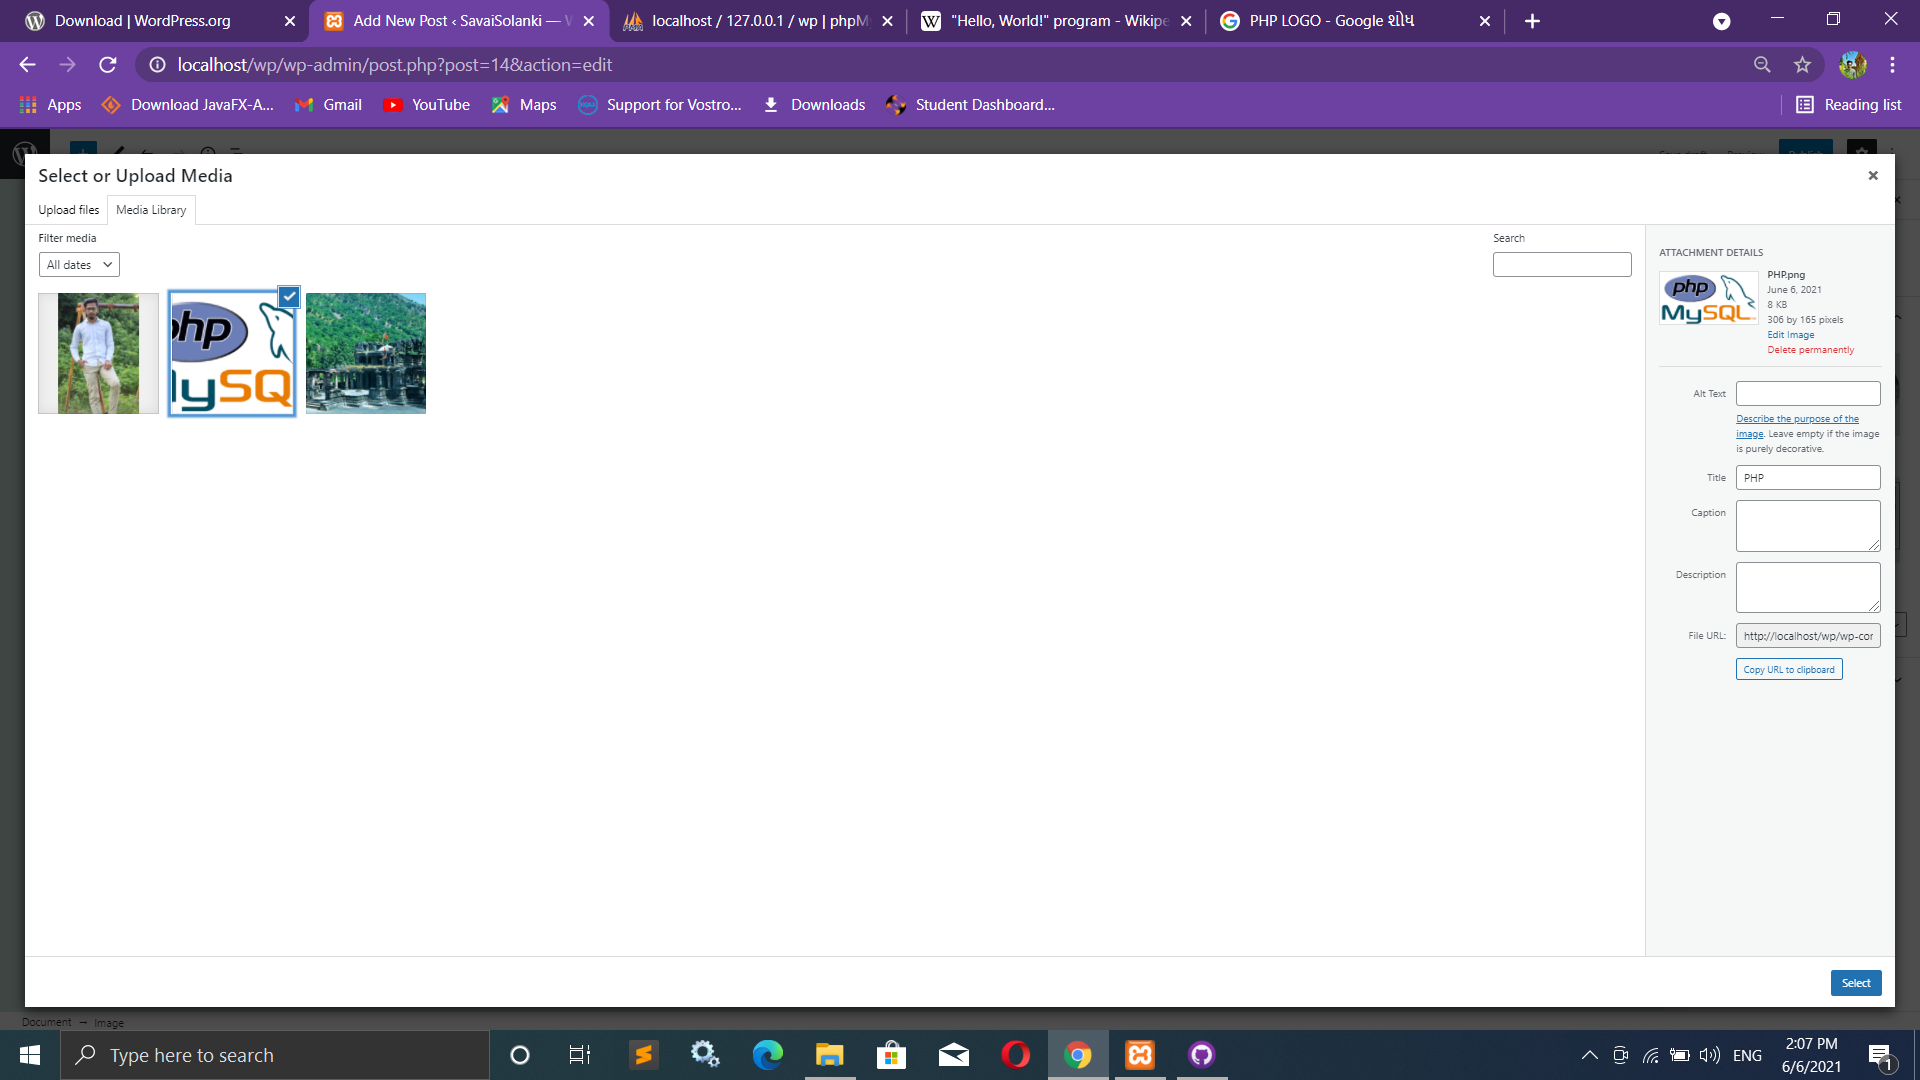 Download | WordPress.org
Add New Post ‹ SavaiSolanki — W
localhost / 127.0.0.1 / wp | phpMy
"Hello, World!" program - Wikipe
PHP LOGO - Google શોધ
localhost/wp/wp-admin/post.php?post=14&action=edit
Apps
Download JavaFX-A...
Gmail
YouTube
Maps
Support for Vostro...
Downloads
Student Dashboard...
Reading list
Select or Upload Media
Upload files
Media Library
Filter media
All dates
Search
php
MySQ
ATTACHMENT DETAILS
php
MySQL
PHP.png
June 6, 2021
8 KB
306 by 165 pixels
Edit Image
Delete permanently
Alt Text
Describe the purpose of the
image. Leave empty if the image
is purely decorative.
Title
PHP
Caption
Description
File URL:
http://localhost/wp/wp-cor
Copy URL to clipboard
Select
Document → Image
Type here to search
ENG
2:07 PM
6/6/2021
1